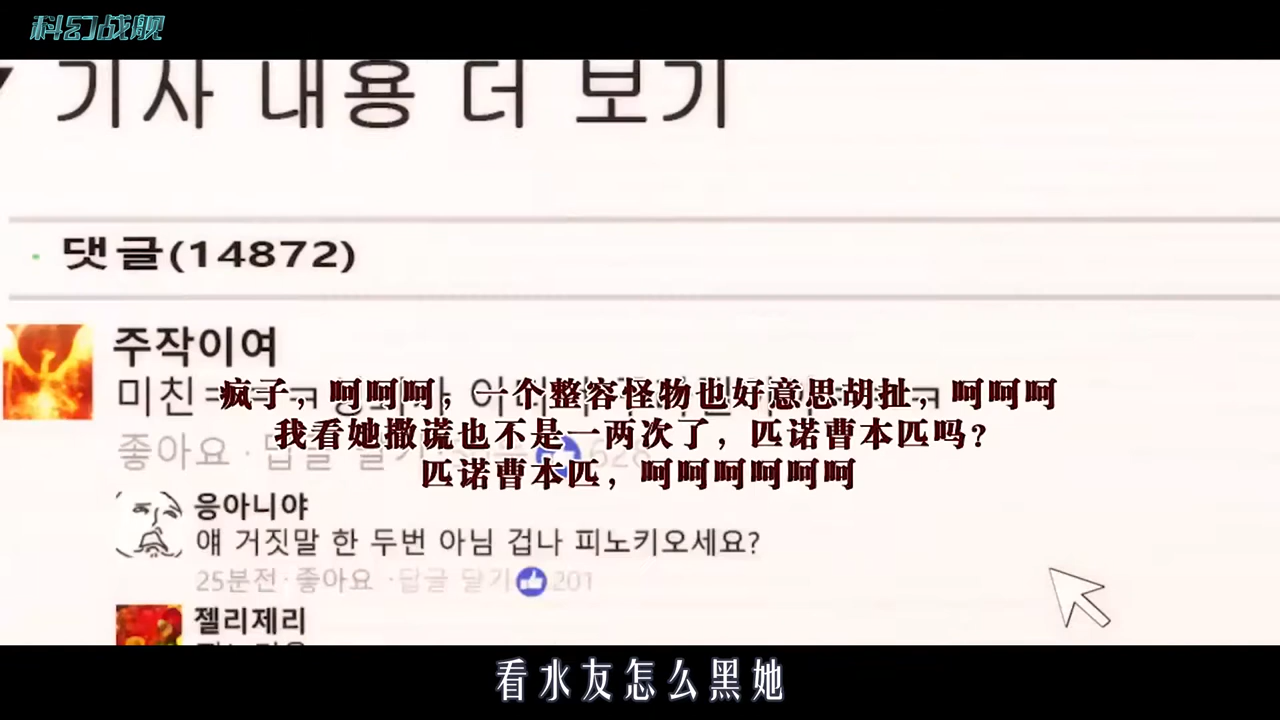 科幻战舰
기사 내용 더 보기
댓글(14872)
주작이여
미친
疯子，呵呵呵，一个整容怪物也好意思胡扯，呵呵呵
我看她撒谎也不是一两次了，匹诺曹本匹吗？
匹诺曹本匹，呵呵呵呵呵呵
좋아요
응아니야
얘 거짓말 한 두번 아님 겁나 피노키오세요?
25분전·좋아요 ·답글 달기 201
젤리제리
看水友怎么黑她